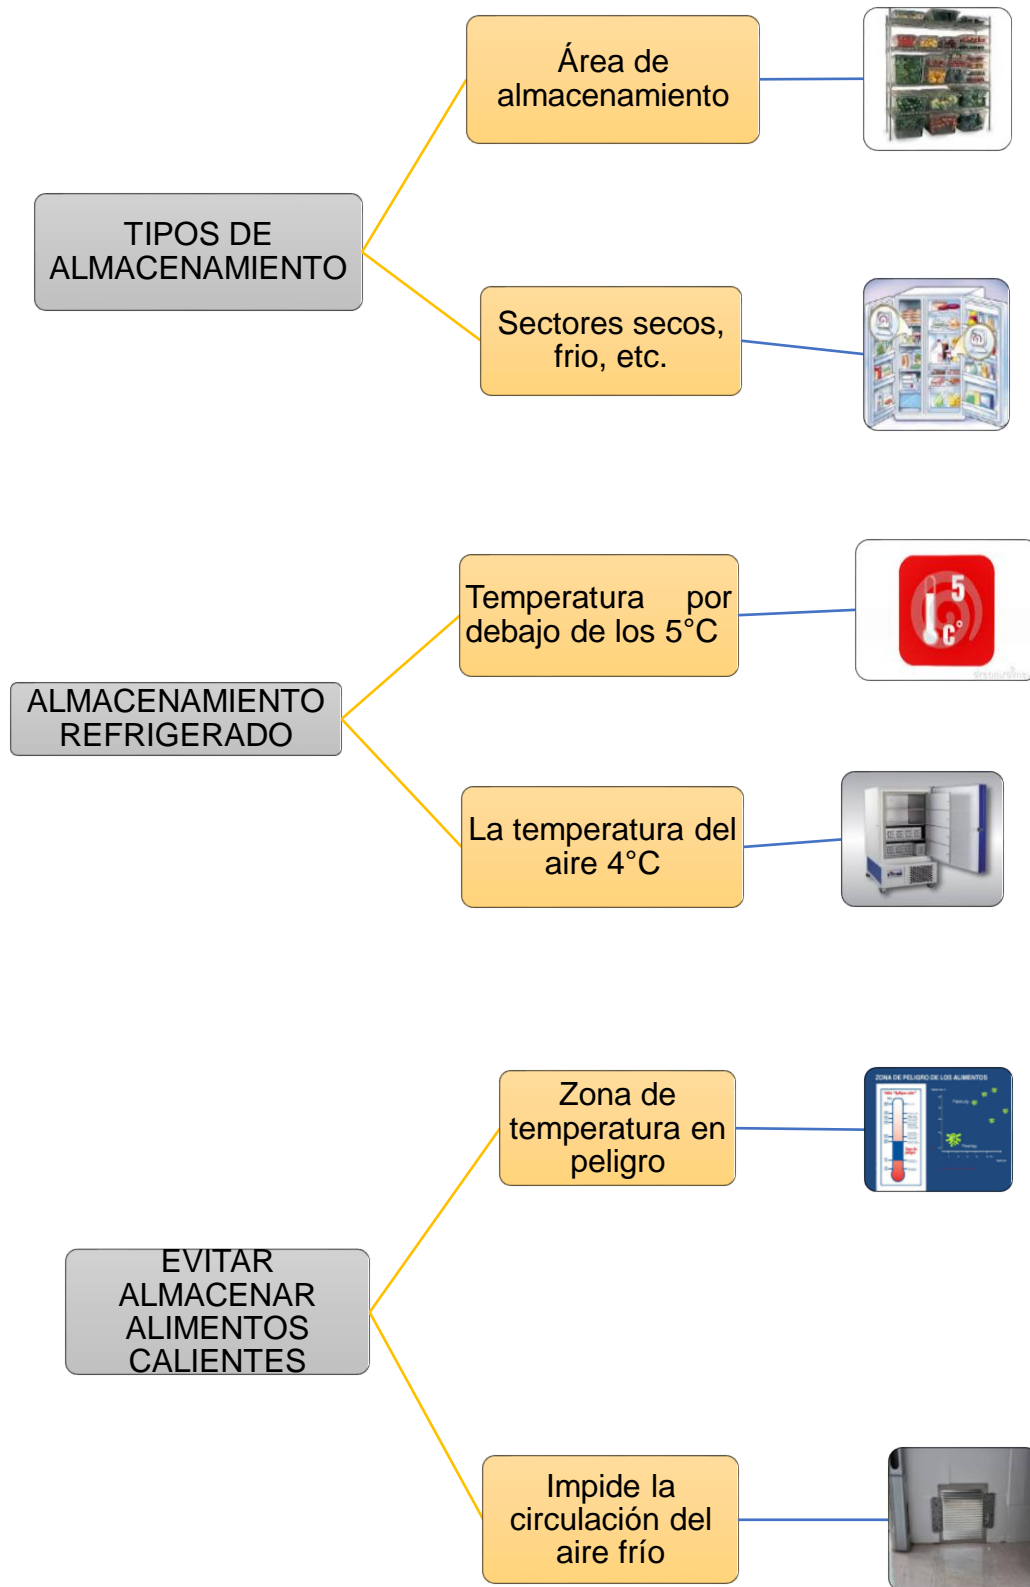 Área de
almacenamiento
TIPOS DE
ALMACENAMIENTO
Sectores secos,
frio, etc.
Temperatura por
debajo de los 5°C
5
c°
ALMACENAMIENTO
REFRIGERADO
La temperatura del
aire 4°C
Zona de
temperatura en
peligro
ZONA DE PELIGRO DE LOS ALIMENTOS
EVITAR
ALMACENAR
ALIMENTOS
CALIENTES
Impide la
circulación del
aire frío